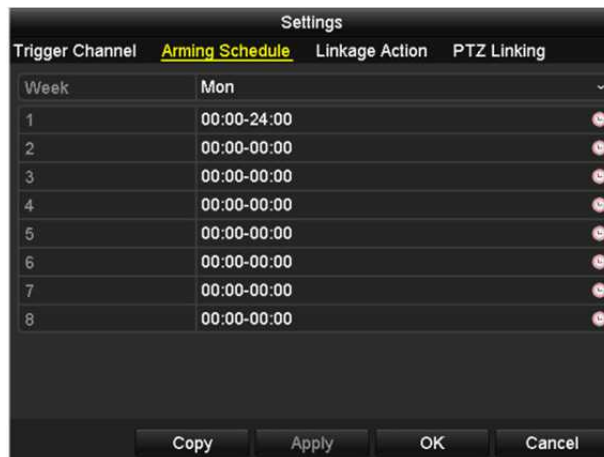 Settings
Trigger Channel Arming Schedule Linkage Action PTZ Linking
Week Mon
1 00:00-24:00
2 00:00-00:00
3 00:00-00:00
4 00:00-00:00
5 00:00-00:00
6 00:00-00:00
7 00:00-00:00
8 00:00-00:00
Copy Apply OK Cancel